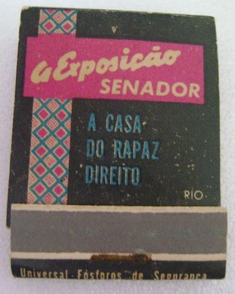 A Exposição
SENADOR
A CASA
DO RAPAZ
DIREITO
RIO
Universal Fósforos de Segurança